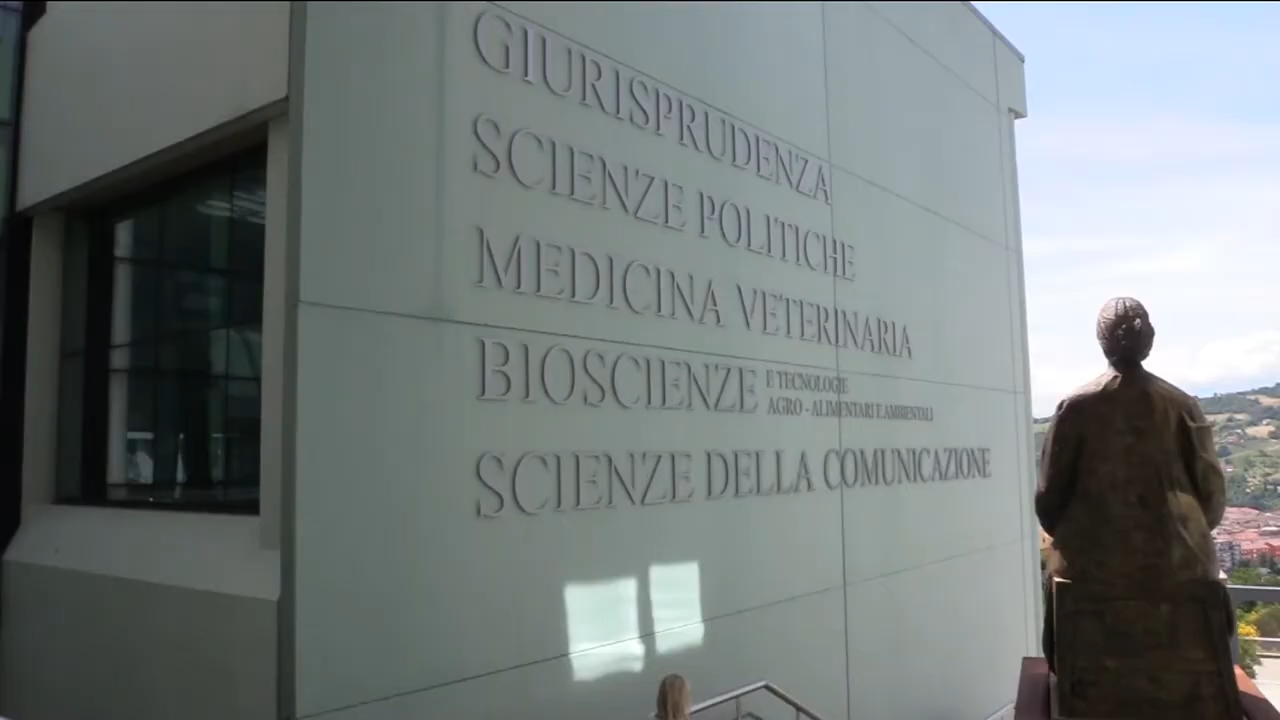 GIURISPRUDENZA
SCIENZE POLITICHE
MEDICINA VETERINARIA
BIOSCIENZE E TECNOLOGIE
AGRO - ALIMENTARI E AMBIENTALI
SCIENZE DELLA COMUNICAZIONE